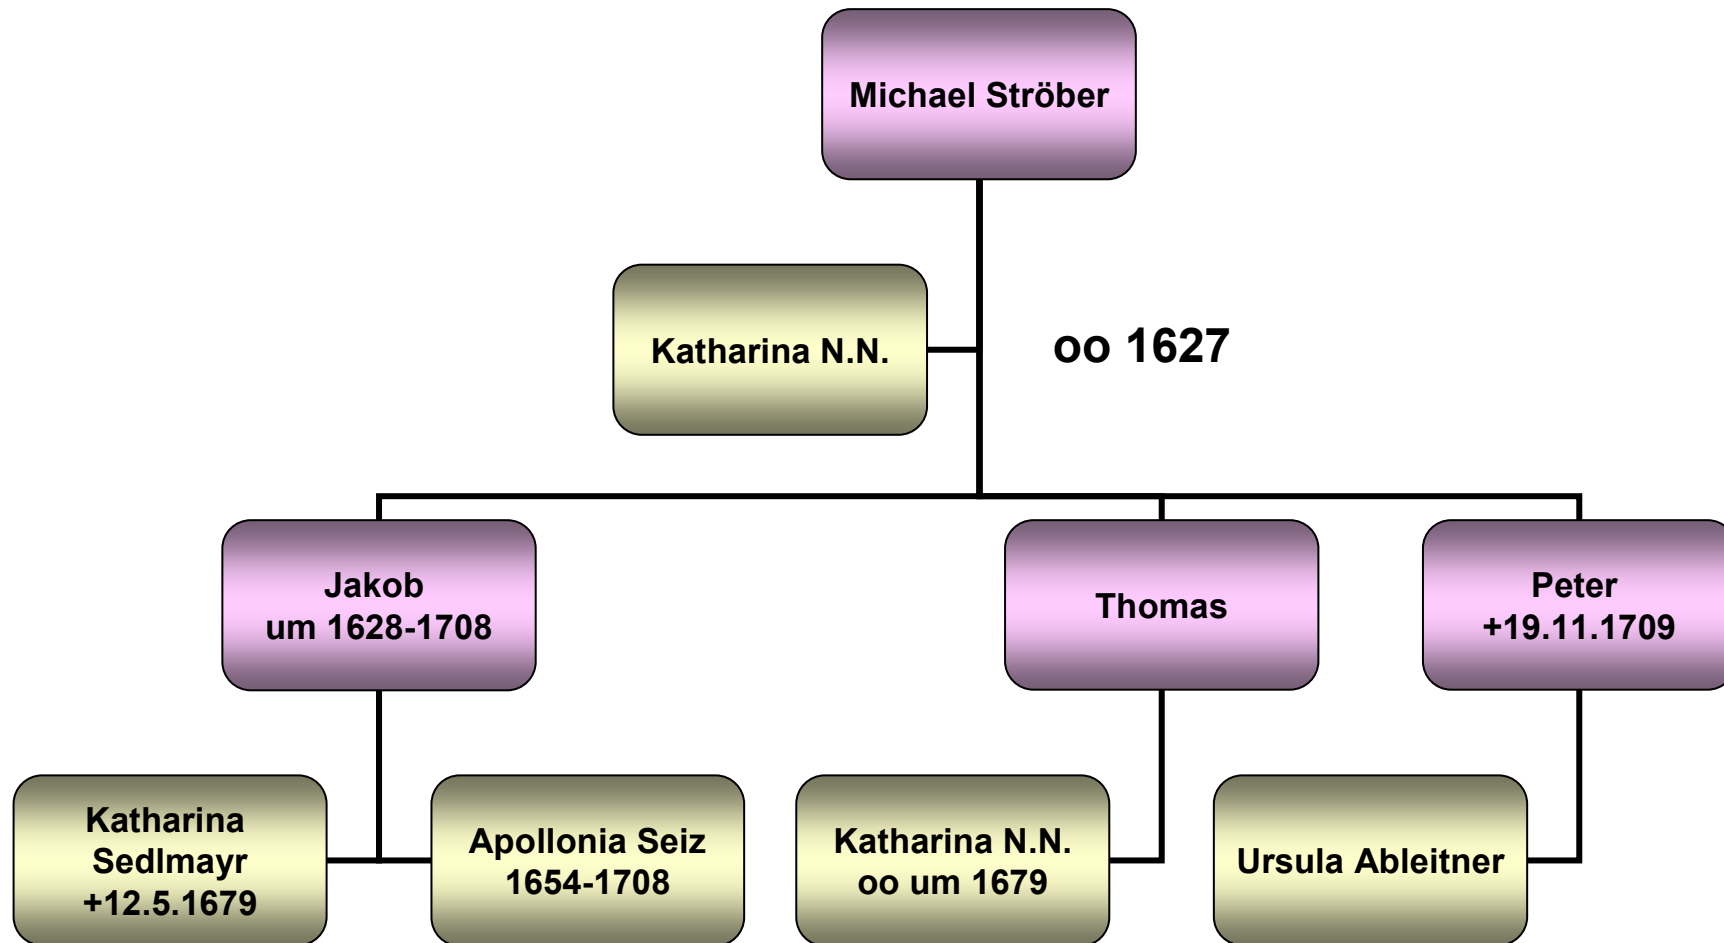 Michael Ströber
Katharina N.N.
oo 1627
Jakob
um 1628-1708
Thomas
Peter
+19.11.1709
Katharina
Sedlmayr
+12.5.1679
Apollonia Seiz
1654-1708
Katharina N.N.
oo um 1679
Ursula Ableitner